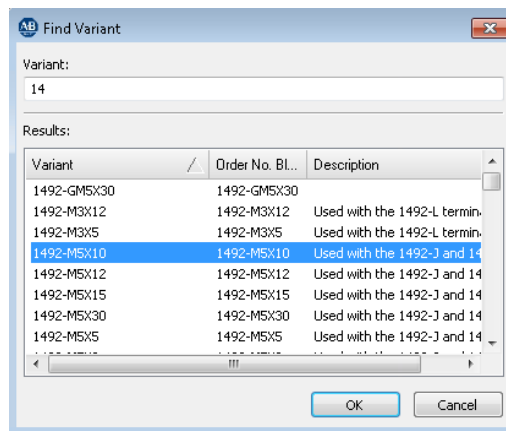 AB Find Variant
Variant:
14
Results:
Variant Order No. Bl... Description
1492-GM5X30 1492-GM5X30
1492-M3X12 1492-M3X12 Used with the 1492-L termin
1492-M3X5 1492-M3X5 Used with the 1492-L termin
1492-M5X10 1492-M5X10 Used with the 1492-J and 14
1492-M5X12 1492-M5X12 Used with the 1492-J and 14
1492-M5X15 1492-M5X15 Used with the 1492-J and 14
1492-M5X30 1492-M5X30 Used with the 1492-J and 14
1492-M5X5 1492-M5X5 Used with the 1492-J and 14
OK Cancel